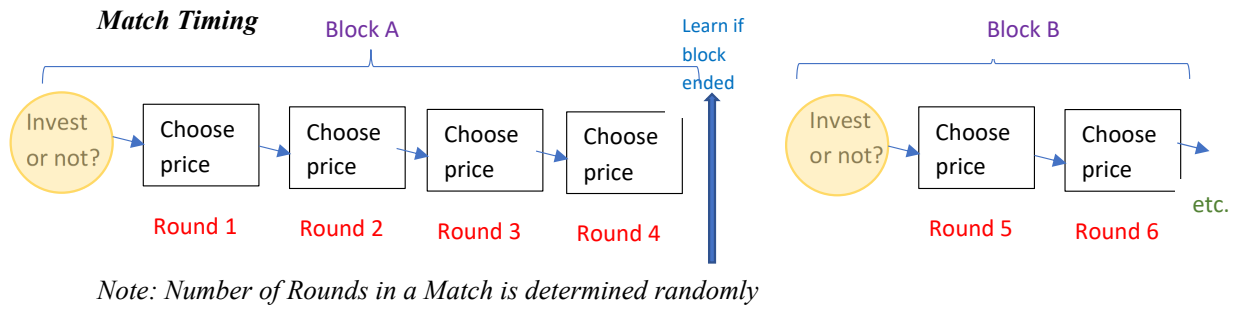 Match Timing
Block A
Learn if
block
ended
Block B
Invest
or not?
Choose
price
Choose
price
Choose
price
Choose
price
Invest
or not?
Choose
price
Choose
price
etc.
Round 1
Round 2
Round 3
Round 4
Round 5
Round 6
Note: Number of Rounds in a Match is determined randomly